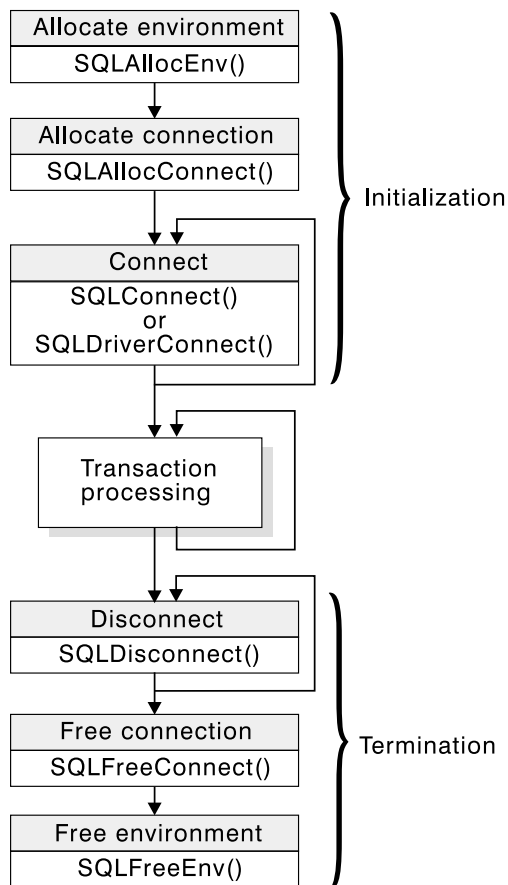 Allocate environment
SQLAllocEnv()
Allocate connection
SQLAllocConnect()
Initialization
Connect
SQLConnect()
or
SQLDriverConnect()
Transaction
processing
Disconnect
SQLDisconnect()
Free connection
SQLFreeConnect()
Termination
Free environment
SQLFreeEnv()